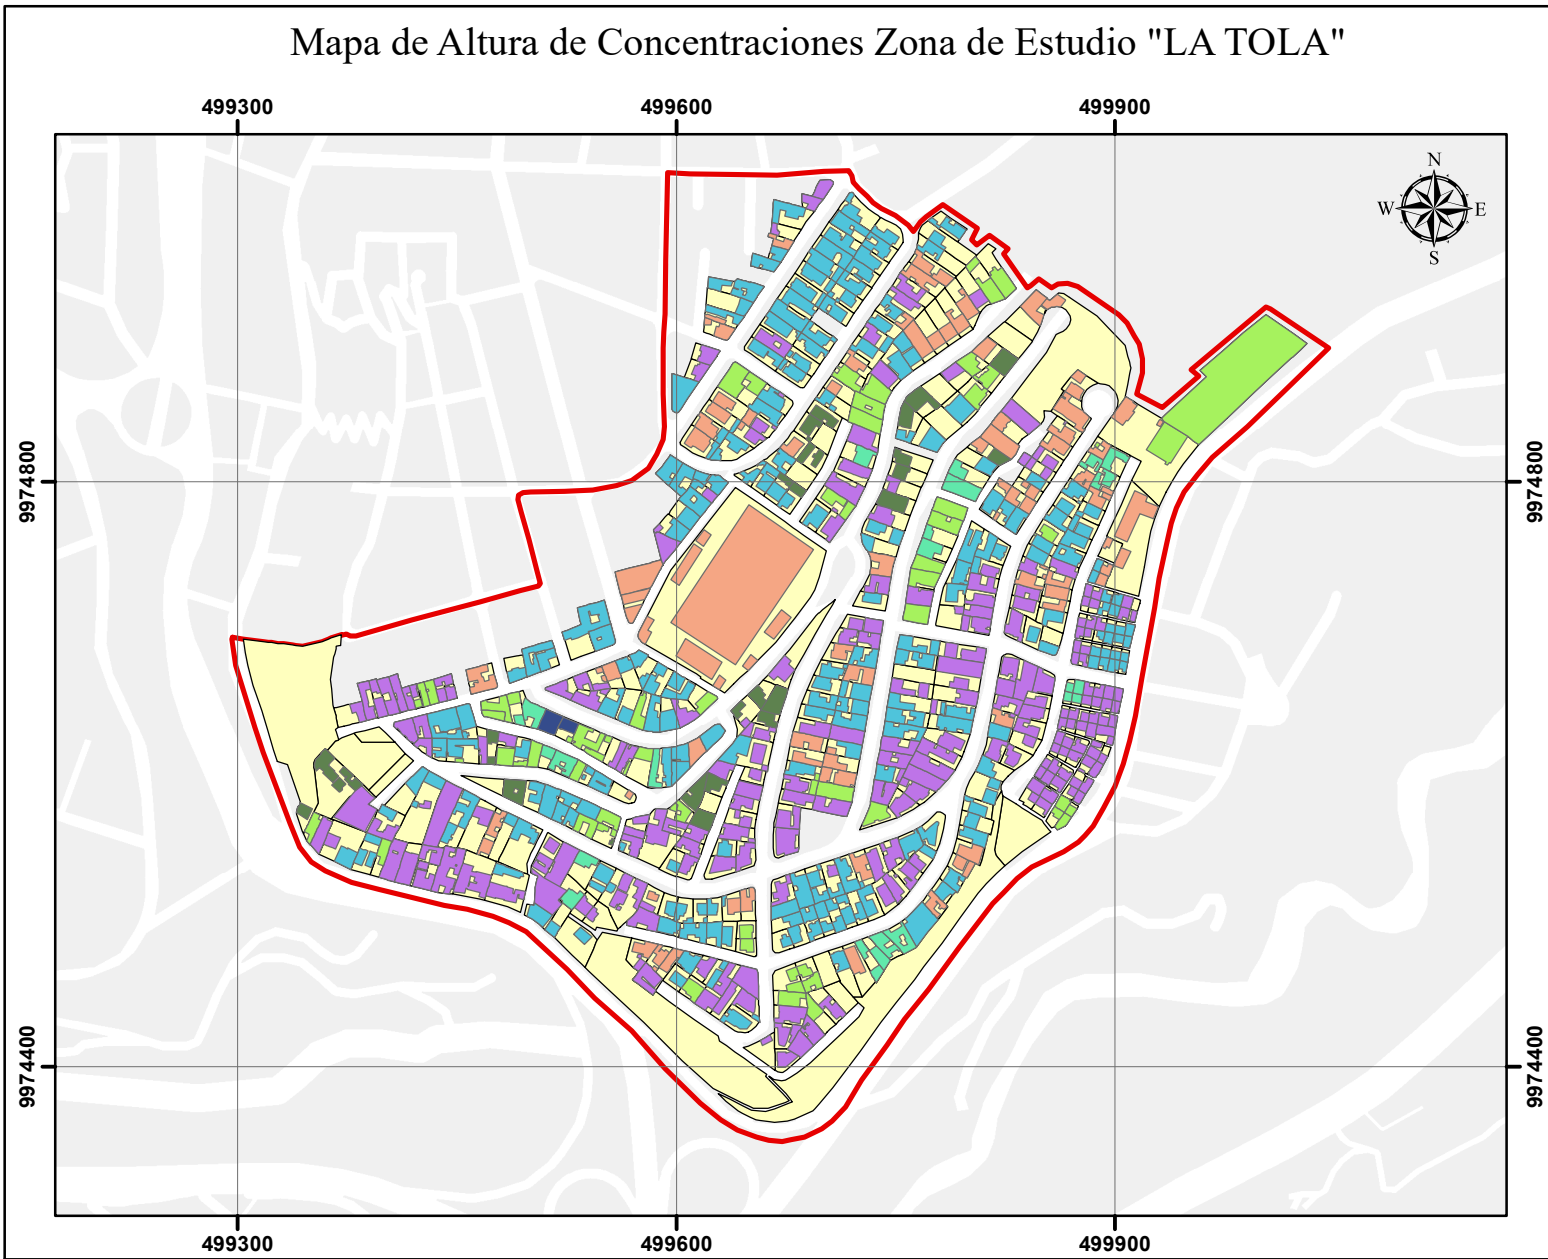 Mapa de Altura de Concentraciones Zona de Estudio "LA TOLA"
499300 499600 499900
N
W E
S
9974800 9974800
9974400 9974400
499300 499600 499900